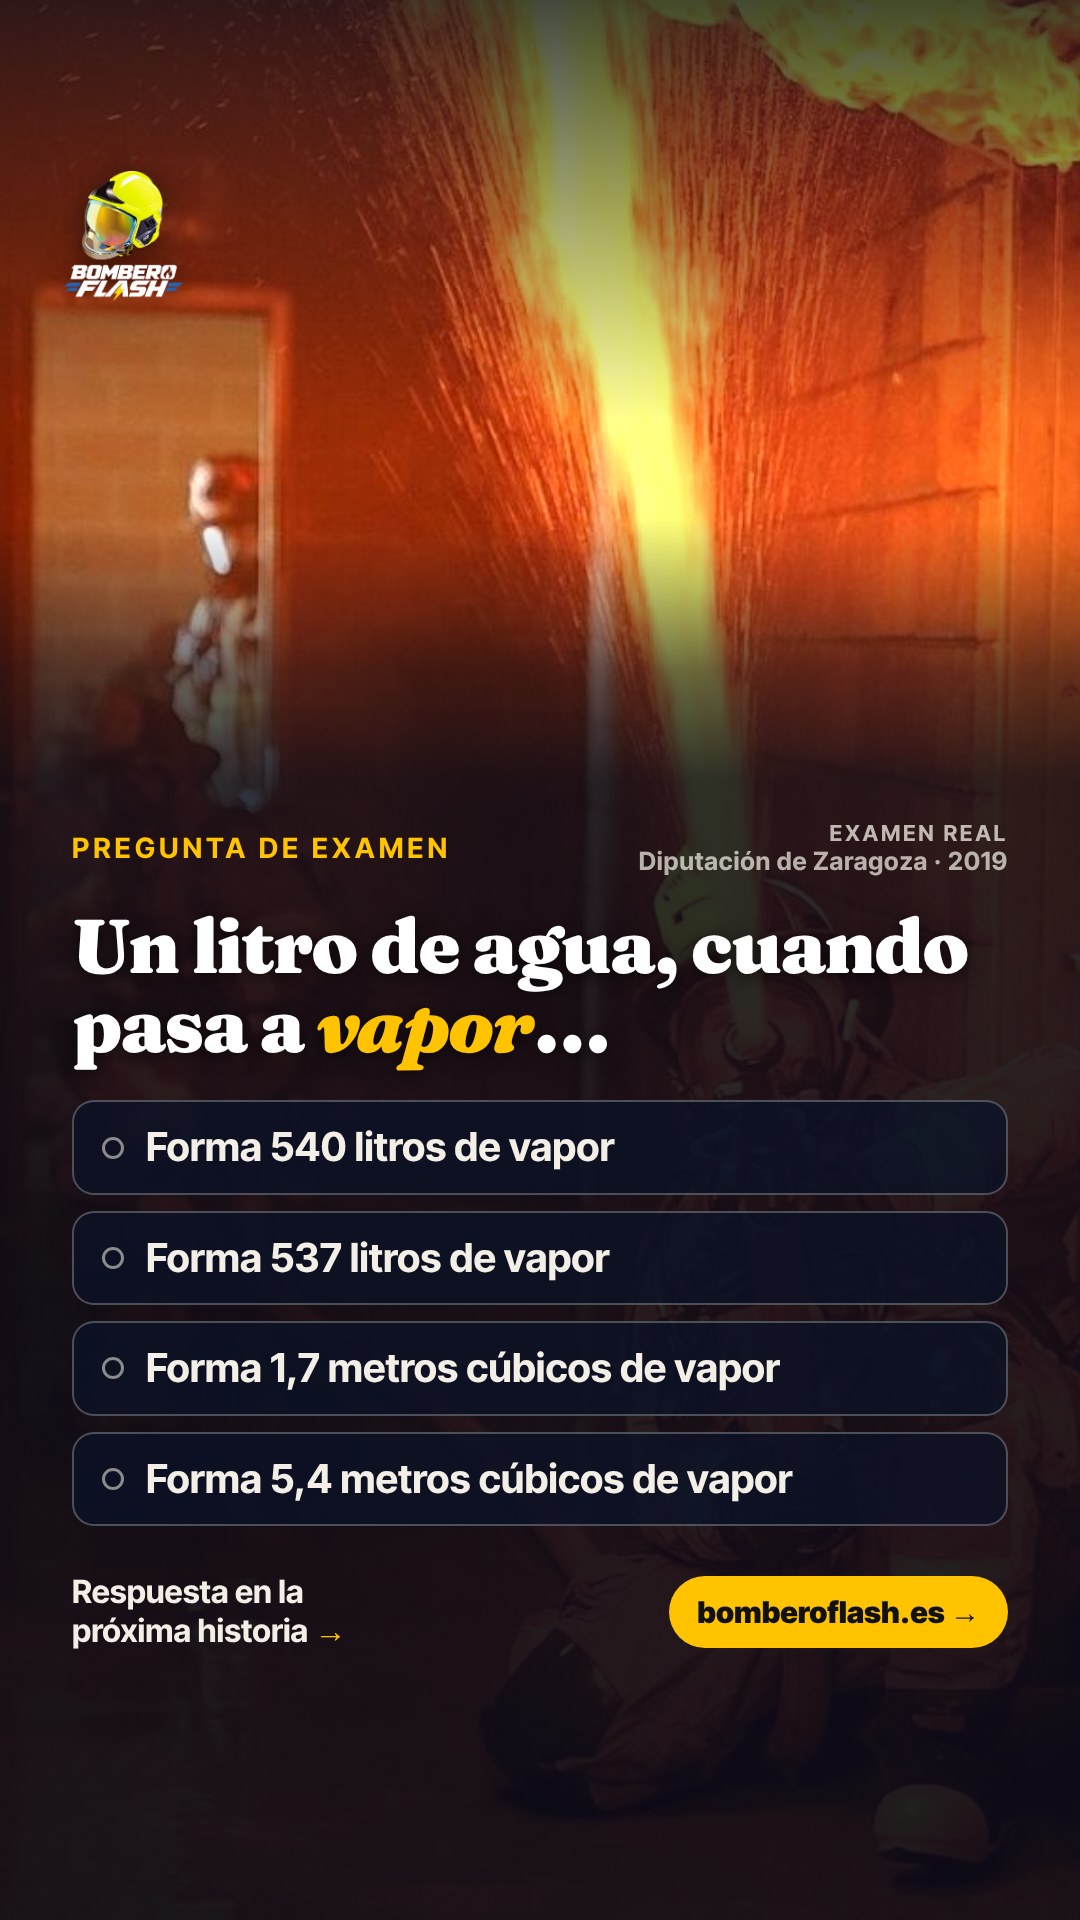 BOMBERO
FLASH
PREGUNTA DE EXAMEN
EXAMEN REAL
Diputación de Zaragoza · 2019
Un litro de agua, cuando
pasa a vapor...
Forma 540 litros de vapor
Forma 537 litros de vapor
Forma 1,7 metros cúbicos de vapor
Forma 5,4 metros cúbicos de vapor
Respuesta en la
próxima historia →
bomberoflash.es →